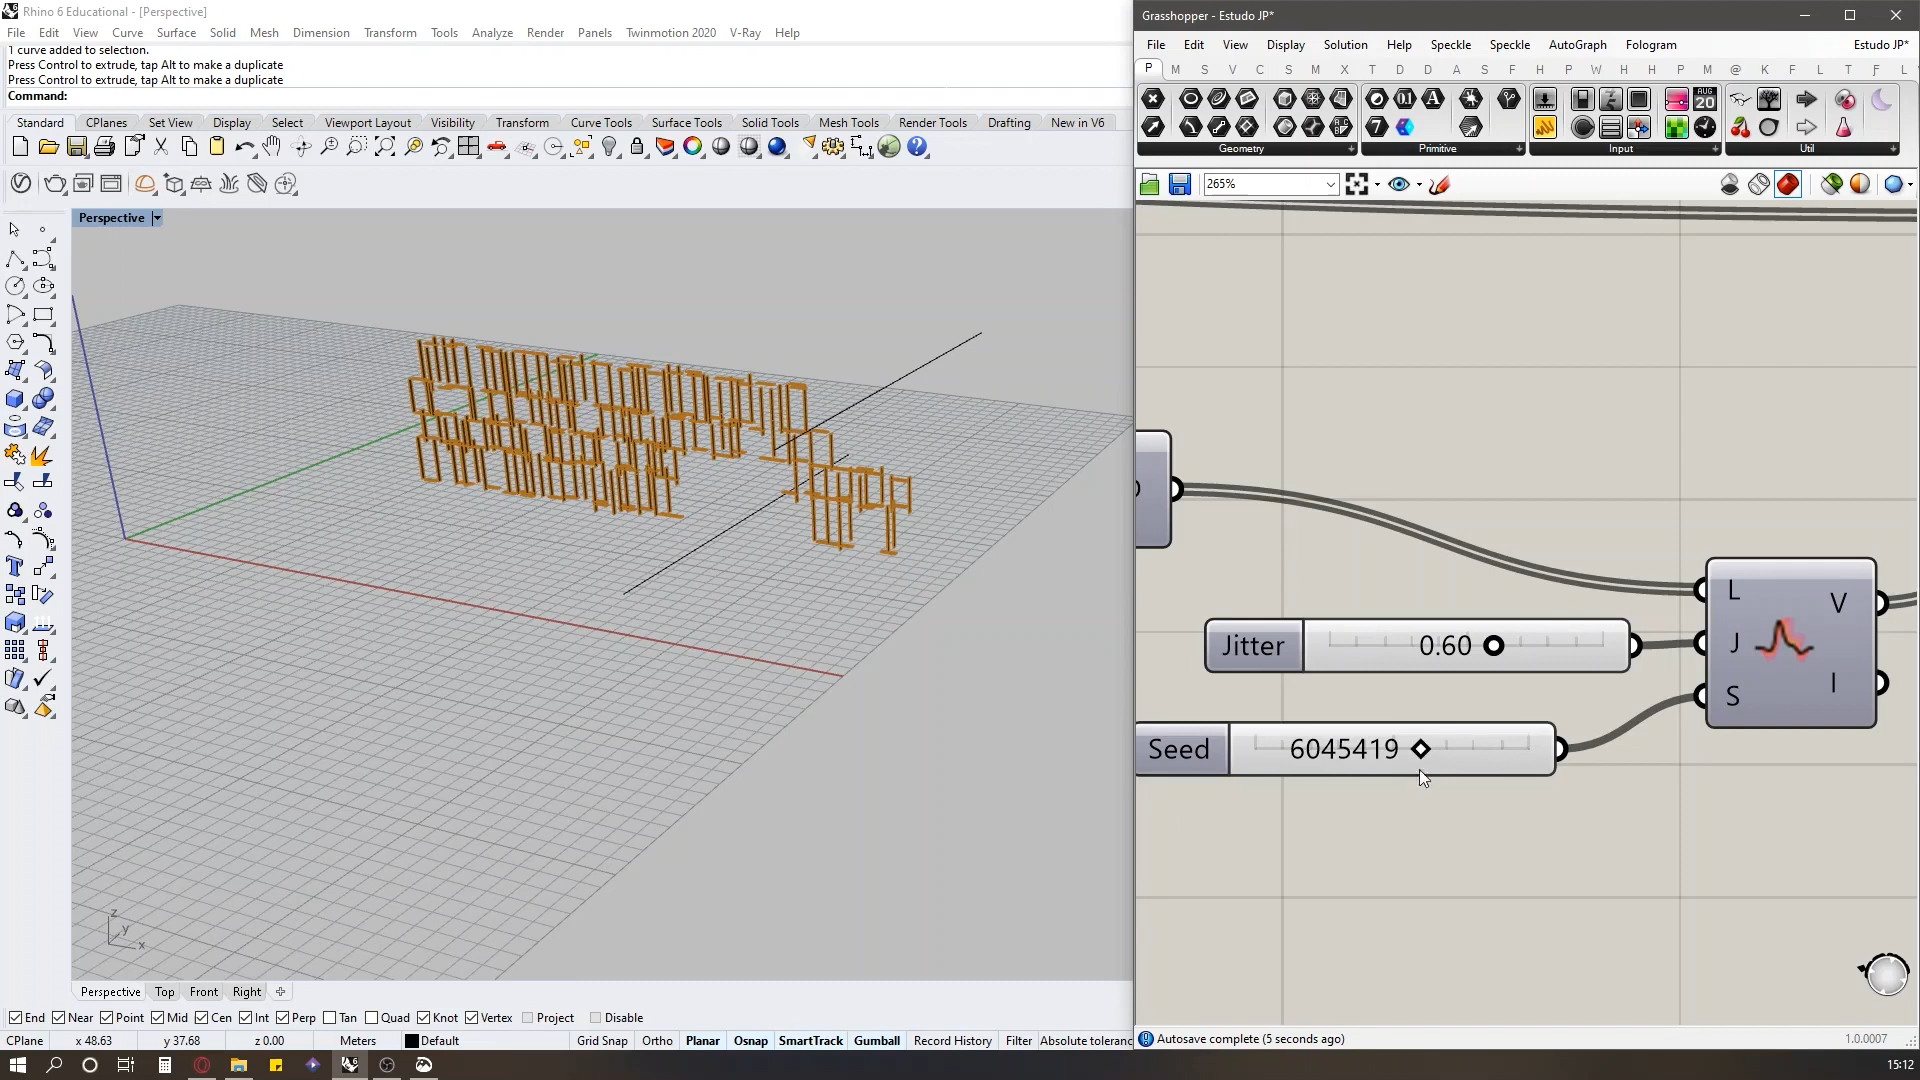 Rhino 6 Educational - [Perspective]
File Edit View Curve Surface Solid Mesh Dimension Transform Tools Analyze Render Panels Twinmotion 2020 V-Ray Help
1 curve added to selection.
Press Control to extrude, tap Alt to make a duplicate
Press Control to extrude, tap Alt to make a duplicate
Command:
Standard CPlanes Set View Display Select Viewport Layout Visibility Transform Curve Tools Surface Tools Solid Tools Mesh Tools Render Tools Drafting New in V6
Perspective
z
y
x
Perspective Top Front Right
End Near Point Mid Cen Int Perp Tan Quad Knot Vertex Project Disable
CPlane x 48.63 y 37.68 z 0.00 Meters Default Grid Snap Ortho Planar Osnap SmartTrack Gumball Record History Filter Absolute toleranc
Grasshopper - Estudo JP*
File Edit View Display Solution Help Speckle Speckle AutoGraph Fologram Estudo JP*
P M S V C S M X T D D A S F H P W H H P M @ K F L T F L
Geometry Primitive Input Util
265%
L
Jitter 0.60 J
V
S
I
Seed 6045419
Autosave complete (5 seconds ago) 1.0.0007
15:12